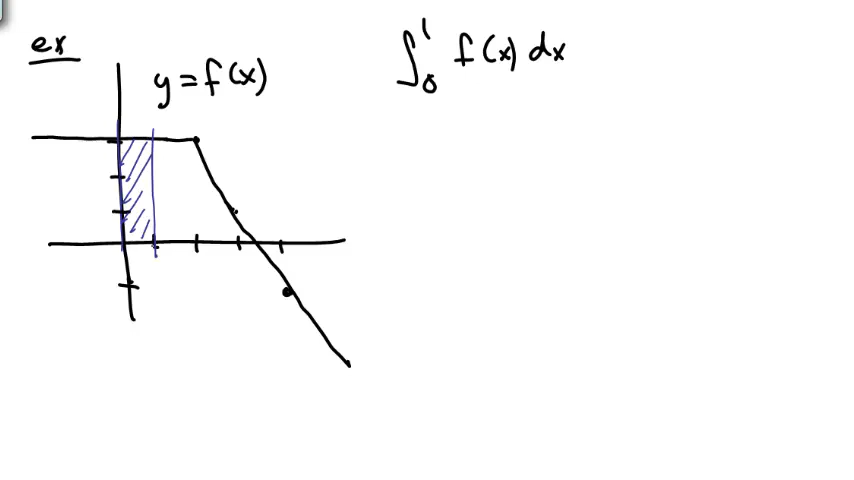 ex
y = f(x)
∫₀¹ f(x) dx